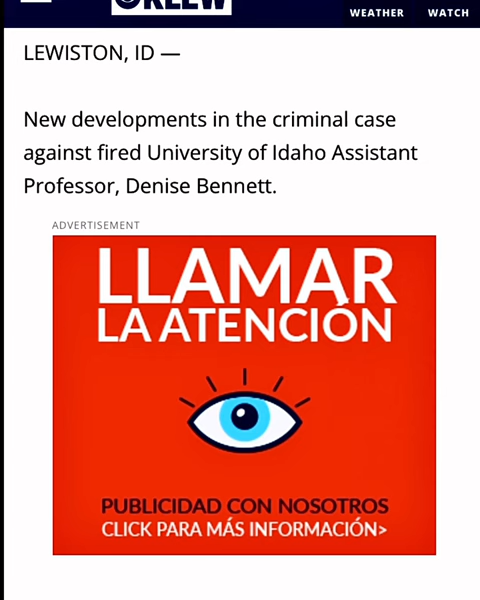 KLEW
WEATHER WATCH
LEWISTON, ID —
New developments in the criminal case
against fired University of Idaho Assistant
Professor, Denise Bennett.
ADVERTISEMENT
LLAMAR
LA ATENCIÓN
PUBLICIDAD CON NOSOTROS
CLICK PARA MÁS INFORMACIÓN>